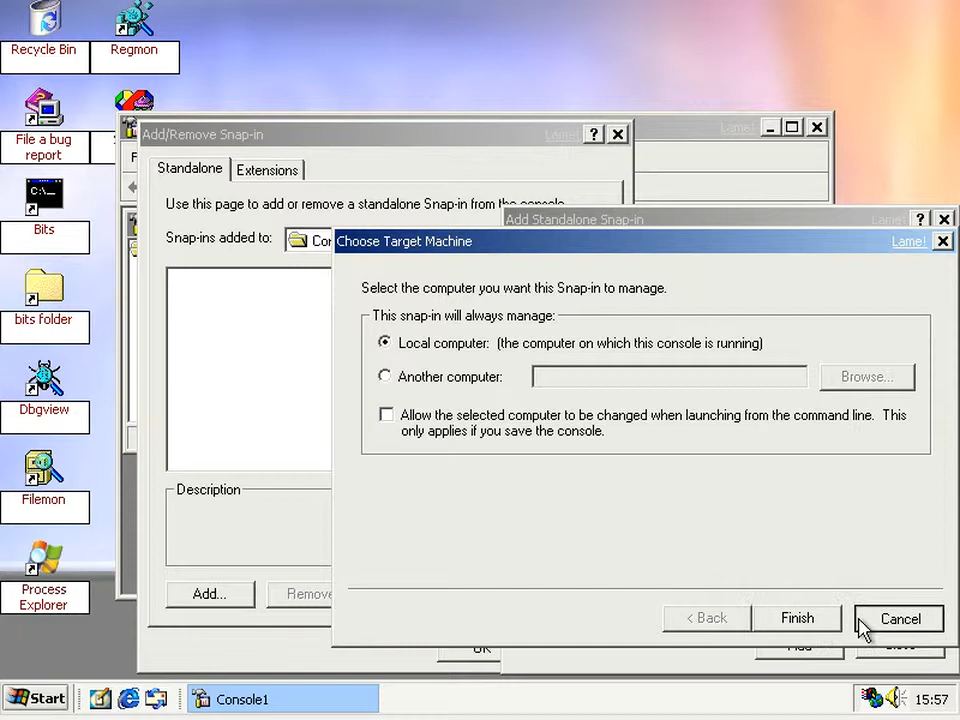 Recycle Bin
Regmon
File a bug
report
Bits
bits folder
Dbgview
Filemon
Process
Explorer
Lame!
Add/Remove Snap-in
Lame!
Standalone
Extensions
Use this page to add or remove a standalone Snap-in from the console.
Snap-ins added to:
Description
Add...
Remove
OK
Add Standalone Snap-in
Lame!
Choose Target Machine
Lame!
Select the computer you want this Snap-in to manage.
This snap-in will always manage:
Local computer: (the computer on which this console is running)
Another computer:
Browse...
Allow the selected computer to be changed when launching from the command line. This
only applies if you save the console.
< Back
Finish
Cancel
Start
Console1
15:57